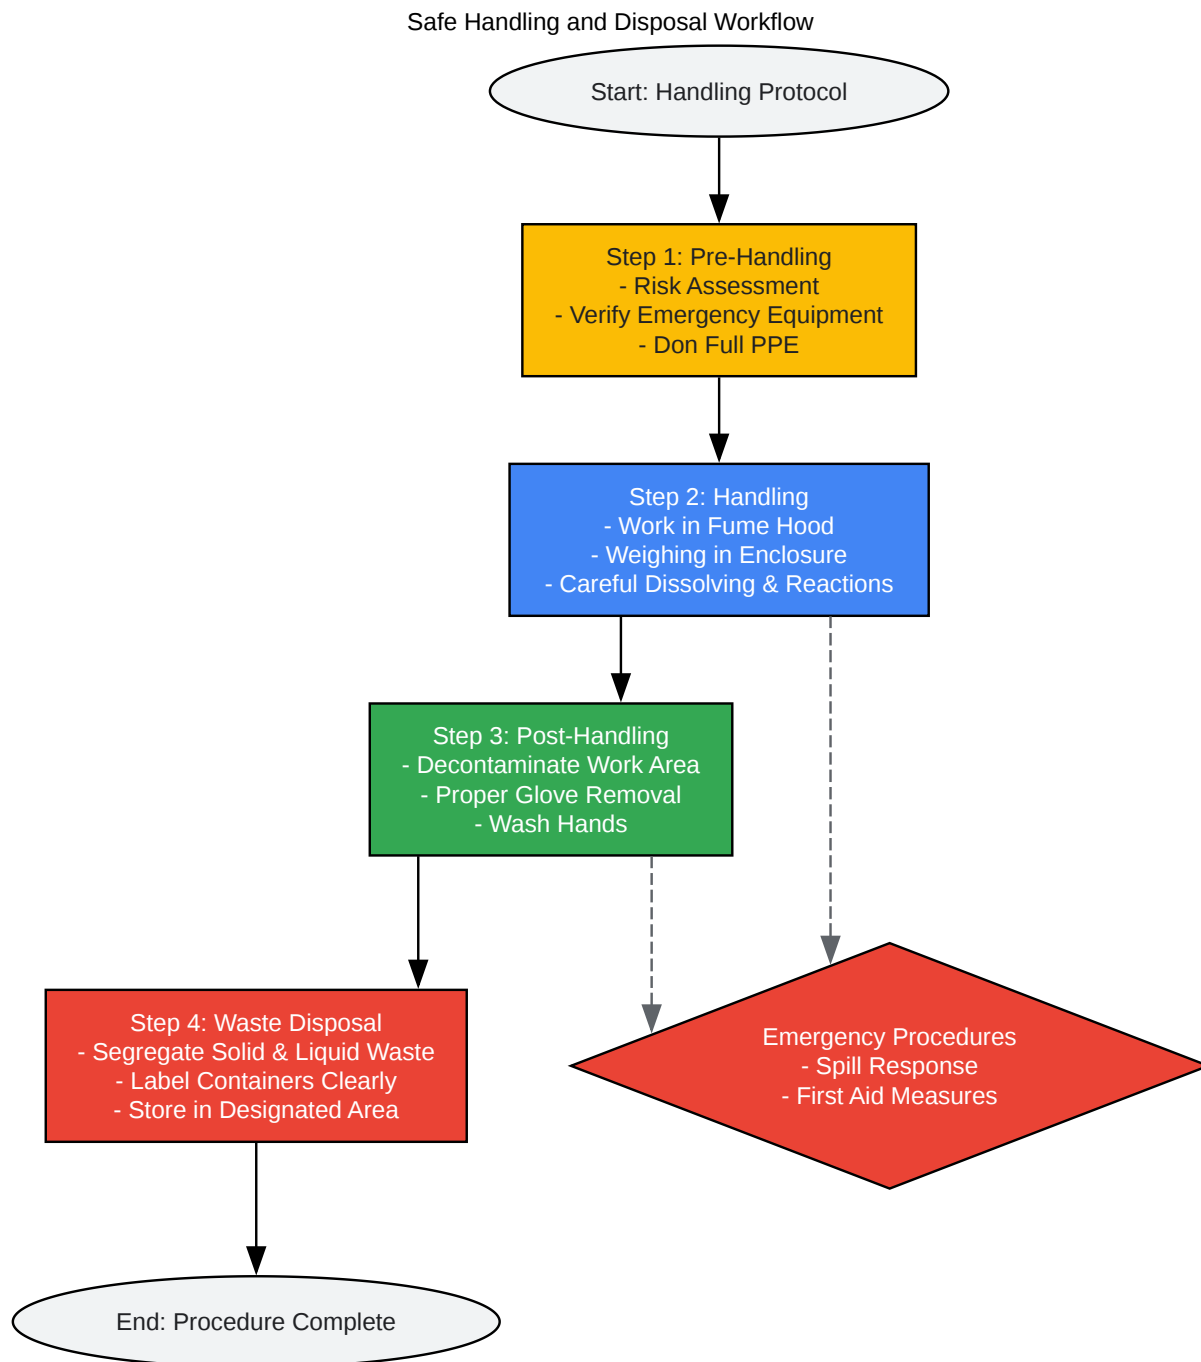 Safe Handling and Disposal Workflow
Start: Handling Protocol
Step 1: Pre-Handling
- Risk Assessment
- Verify Emergency Equipment
- Don Full PPE
Step 2: Handling
- Work in Fume Hood
- Weighing in Enclosure
- Careful Dissolving & Reactions
Step 3: Post-Handling
- Decontaminate Work Area
- Proper Glove Removal
- Wash Hands
Step 4: Waste Disposal
- Segregate Solid & Liquid Waste
- Label Containers Clearly
- Store in Designated Area
Emergency Procedures
- Spill Response
- First Aid Measures
End: Procedure Complete